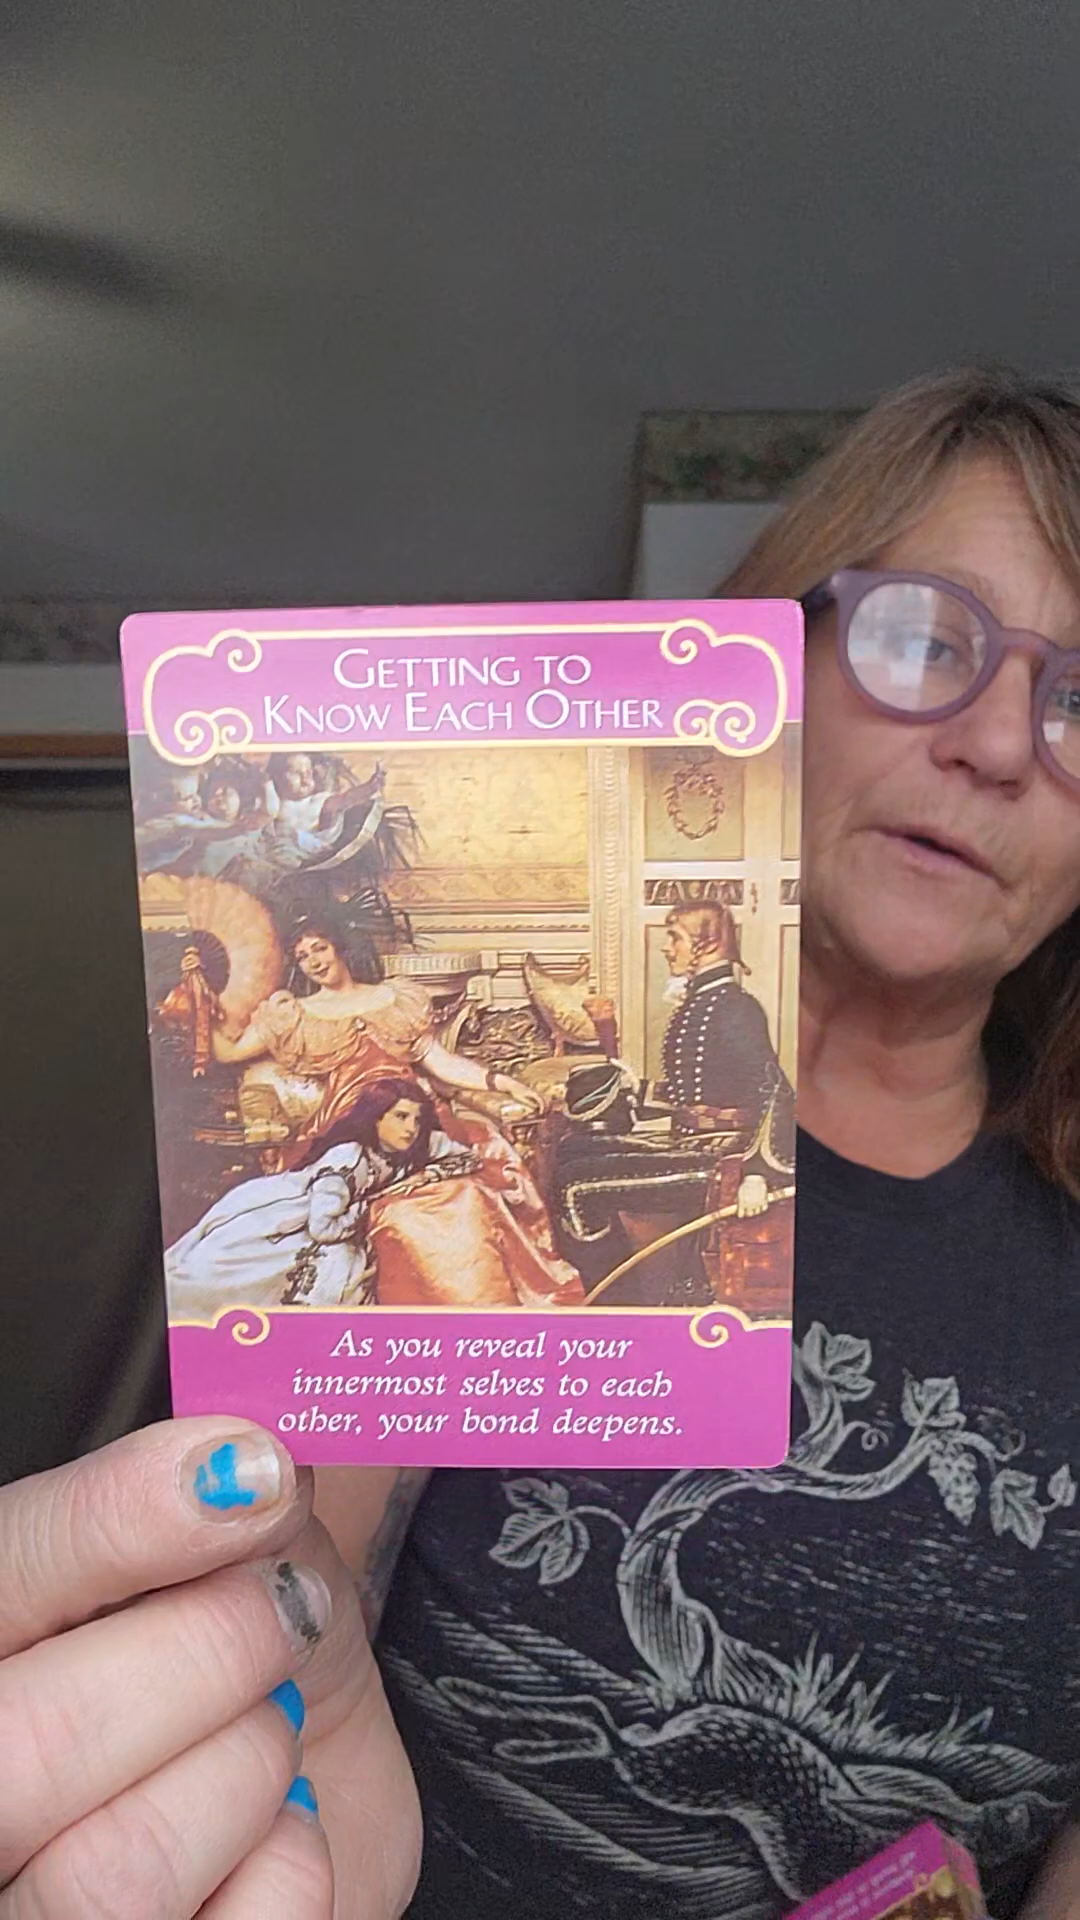 GETTING TO
KNOW EACH OTHER
As you reveal your
innermost selves to each
other, your bond deepens.